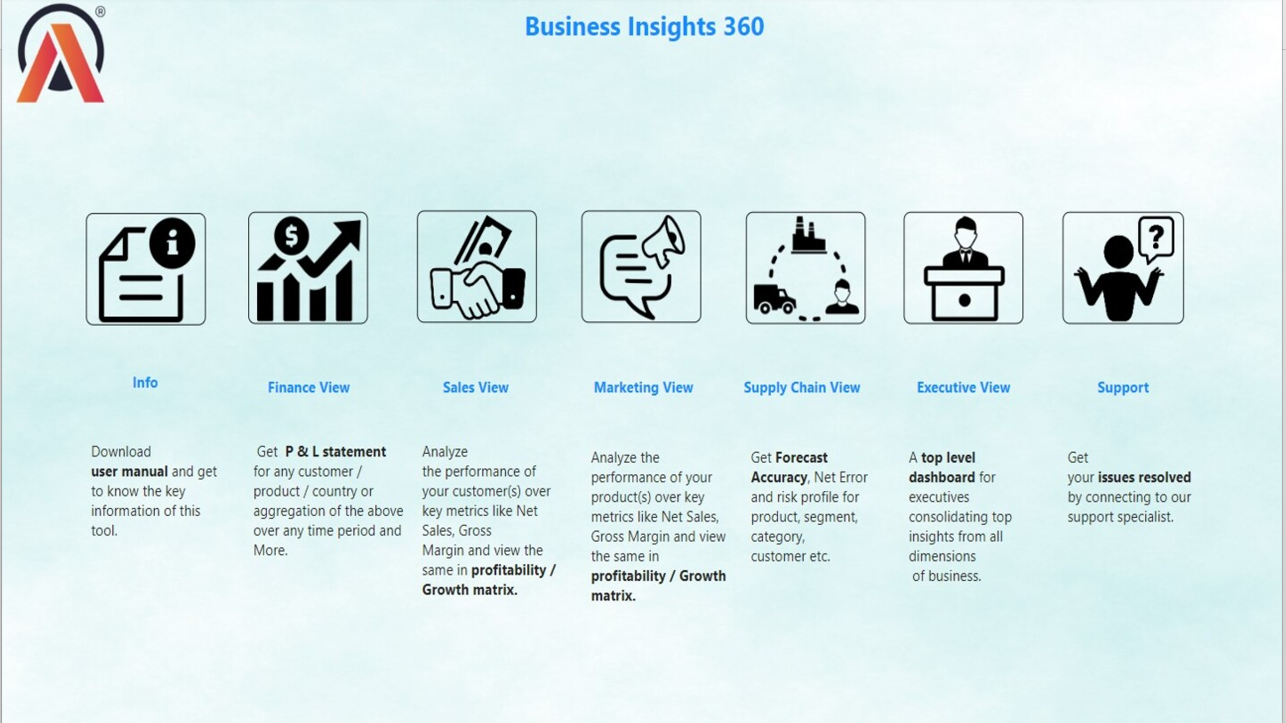 ®
Business Insights 360
i
$
?
Info
Finance View
Sales View
Marketing View
Supply Chain View
Executive View
Support
Download
user manual and get
to know the key
information of this
tool.
Get P & L statement
for any customer /
product / country or
aggregation of the above
over any time period and
More.
Analyze
the performance of
your customer(s) over
key metrics like Net
Sales, Gross
Margin and view the
same in profitability /
Growth matrix.
Analyze the
performance of your
product(s) over key
metrics like Net Sales,
Gross Margin and view
the same in
profitability / Growth
matrix.
Get Forecast
Accuracy, Net Error
and risk profile for
product, segment,
category,
customer etc.
A top level
dashboard for
executives
consolidating top
insights from all
dimensions
of business.
Get
your issues resolved
by connecting to our
support specialist.